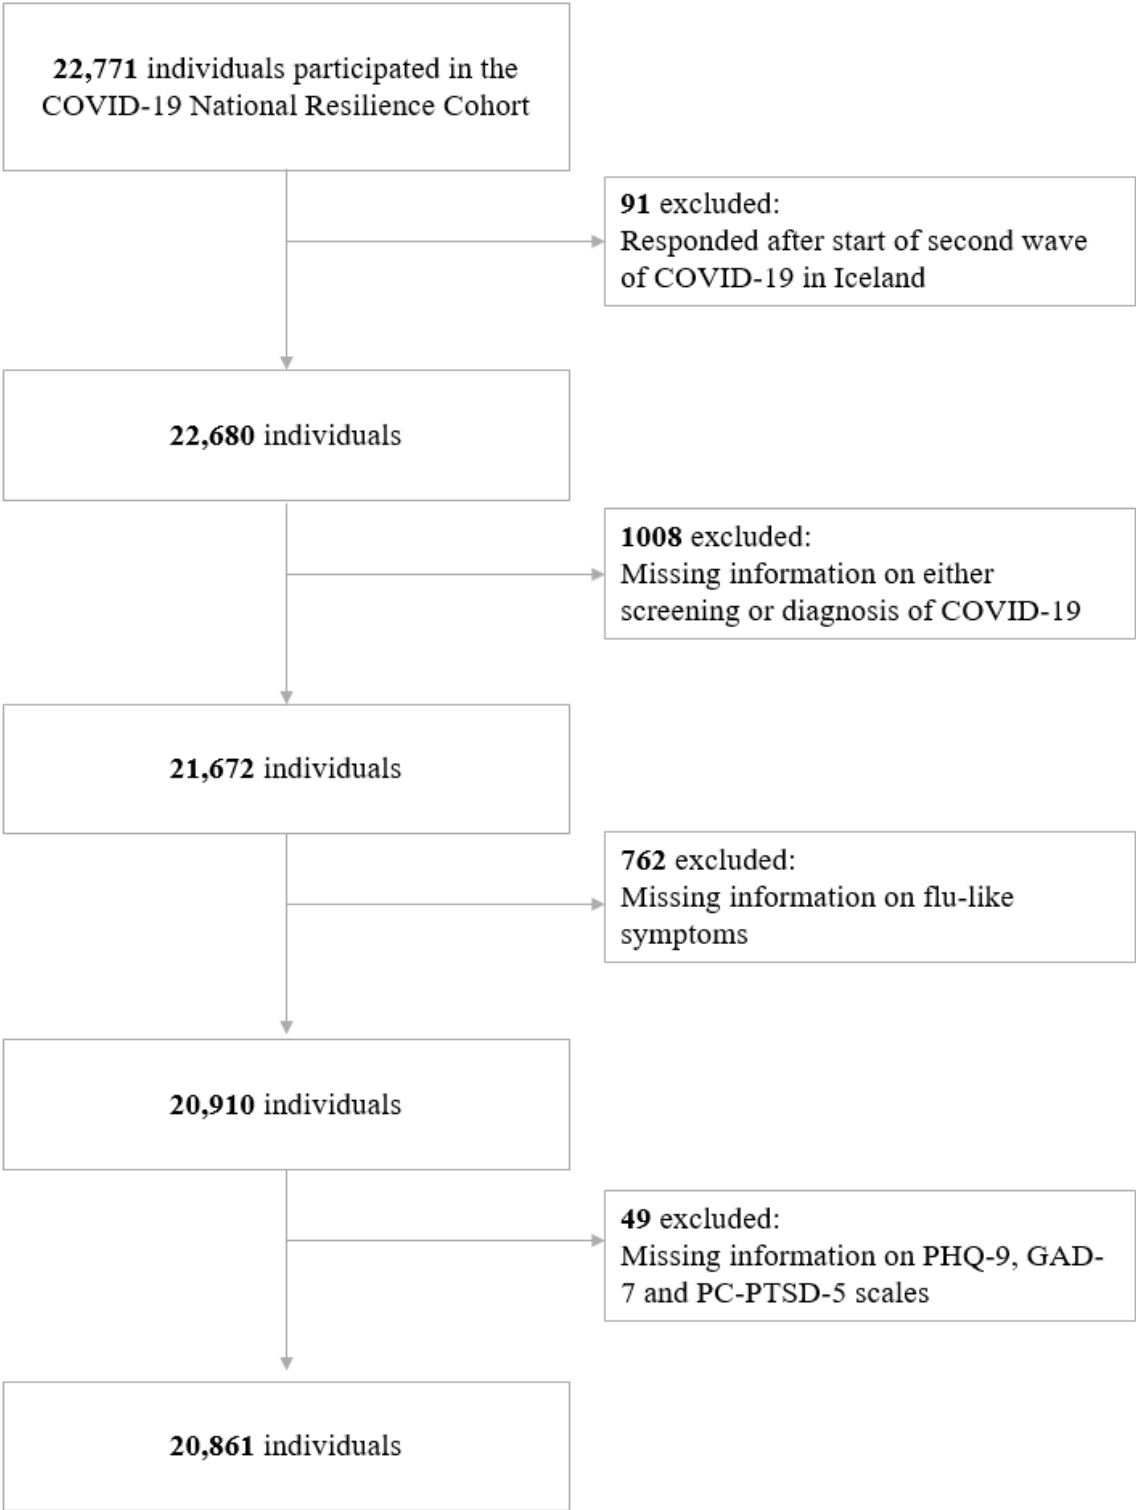 22,771 individuals participated in the
COVID-19 National Resilience Cohort
91 excluded:
Responded after start of second wave
of COVID-19 in Iceland
22,680 individuals
1008 excluded:
Missing information on either
screening or diagnosis of COVID-19
21,672 individuals
762 excluded:
Missing information on flu-like
symptoms
20,910 individuals
49 excluded:
Missing information on PHQ-9, GAD-
7 and PC-PTSD-5 scales
20,861 individuals